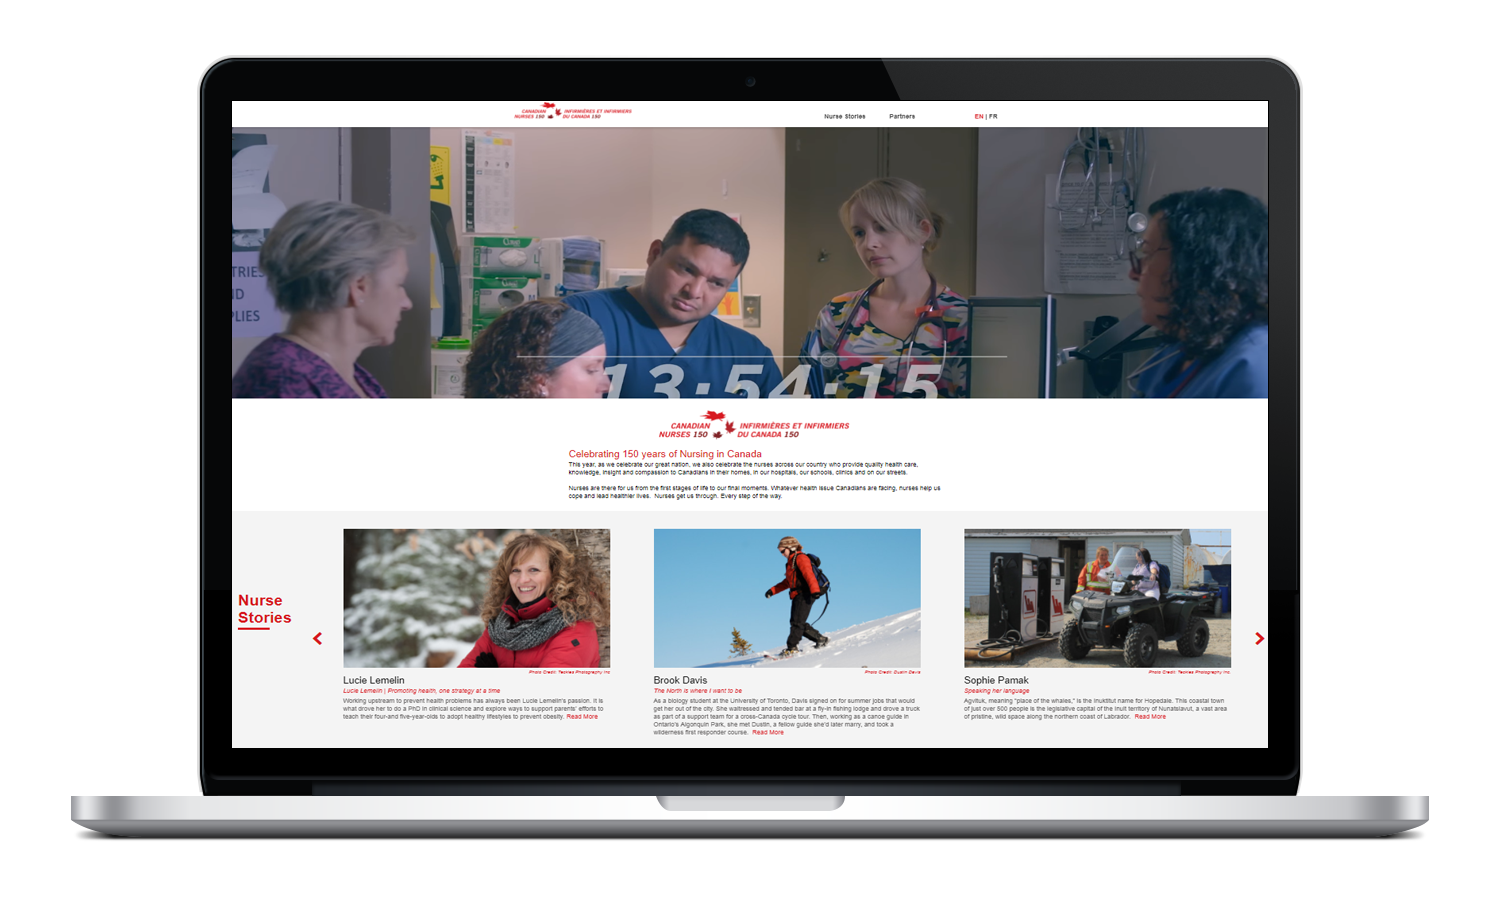 CANADIAN
NURSES 150
INFIRMIÈRES ET INFIRMIERS
DU CANADA 150
Nurse Stories
Partners
EN | FR
TRIES
ND
PLIES
13:54:15
CANADIAN
NURSES 150
INFIRMIÈRES ET INFIRMIERS
DU CANADA 150
Celebrating 150 years of Nursing in Canada
This year, as we celebrate our great nation, we also celebrate the nurses across our country who provide quality health care,
knowledge, insight and compassion to Canadians in their homes, in our hospitals, our schools, clinics and on our streets.
Nurses are there for us from the first stages of life to our final moments. Whatever health issue Canadians are facing, nurses help us
cope and lead healthier lives. Nurses get us through. Every step of the way.
Nurse
Stories
Photo Credit: Teckles Photography Inc.
Lucie Lemelin
Lucie Lemelin | Promoting health, one strategy at a time
Working upstream to prevent health problems has always been Lucie Lemelin's passion. It is
what drove her to do a PhD in clinical science and explore ways to support parents' efforts to
teach their four-and five-year-olds to adopt healthy lifestyles to prevent obesity. Read More
Photo Credit: Dustin Davis
Brook Davis
The North is where I want to be
As a biology student at the University of Toronto, Davis signed on for summer jobs that would
get her out of the city. She waitressed and tended bar at a fly-in fishing lodge and drove a truck
as part of a support team for a cross-Canada cycle tour. Then, working as a canoe guide in
Ontario's Algonquin Park, she met Dustin, a fellow guide she'd later marry, and took a
wilderness first responder course. Read More
Photo Credit: Teckles Photography Inc.
Sophie Pamak
Speaking her language
Agvituk, meaning "place of the whales," is the Inuktitut name for Hopedale. This coastal town
of just over 500 people is the legislative capital of the Inuit territory of Nunatsiavut, a vast area
of pristine, wild space along the northern coast of Labrador. Read More